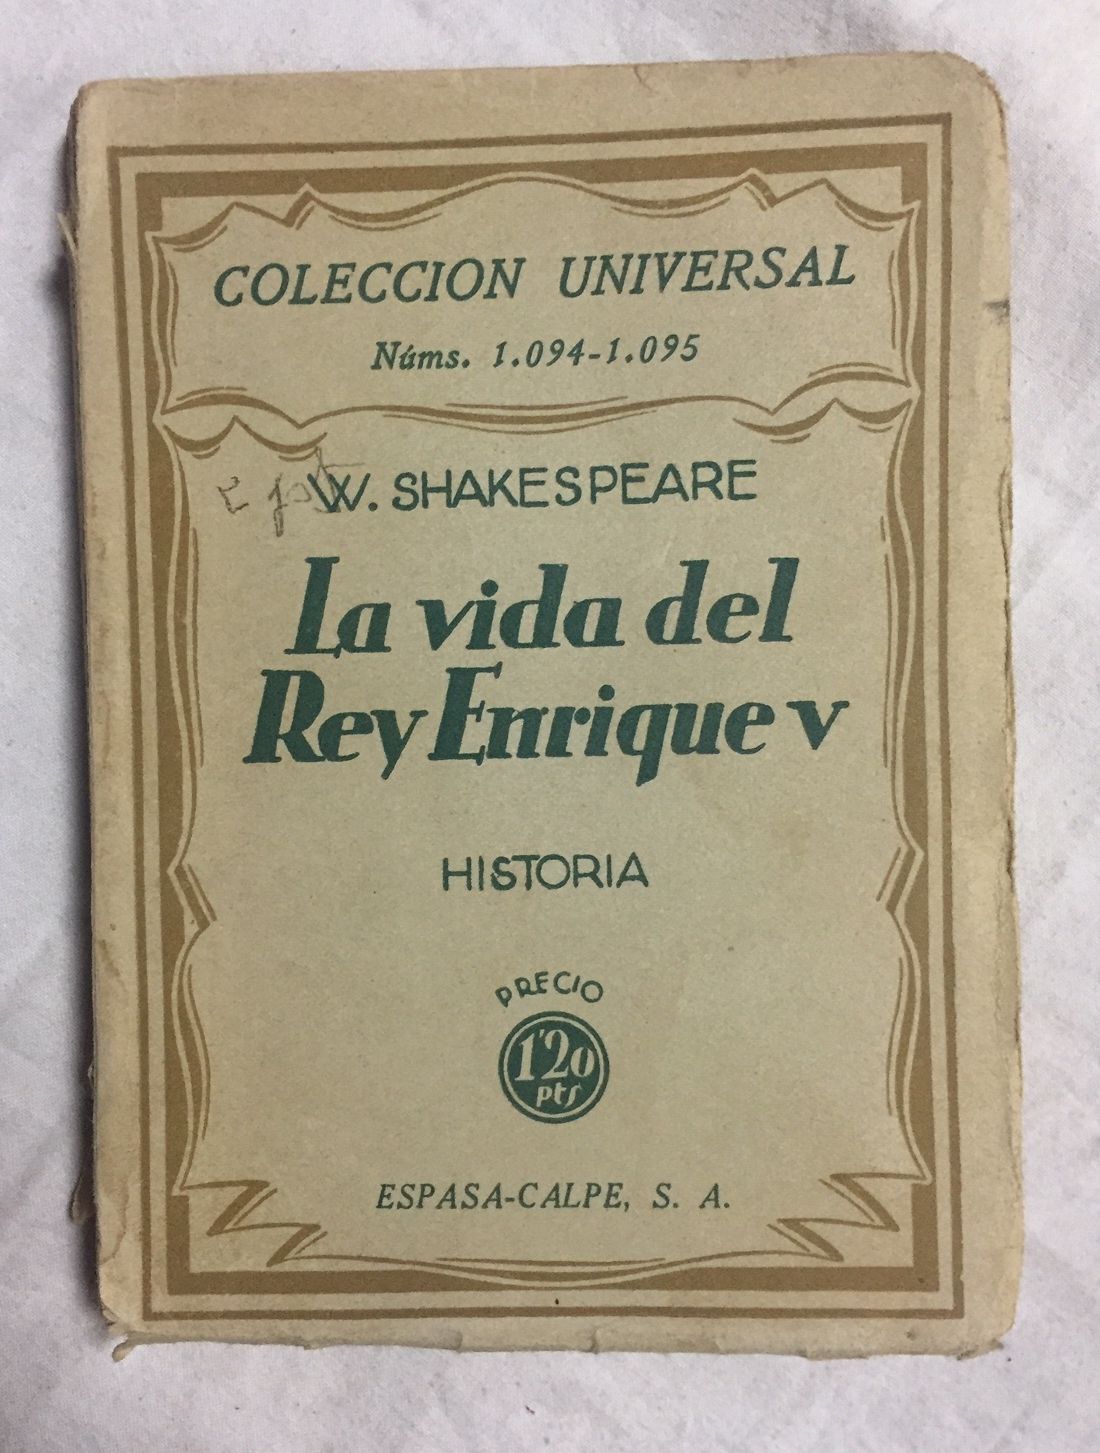 COLECCION UNIVERSAL
Núms. 1.094-1.095
W. SHAKESPEARE
La vida del
Rey Enrique V
HISTORIA
PRECIO
1'20
pts
ESPASA-CALPE, S. A.